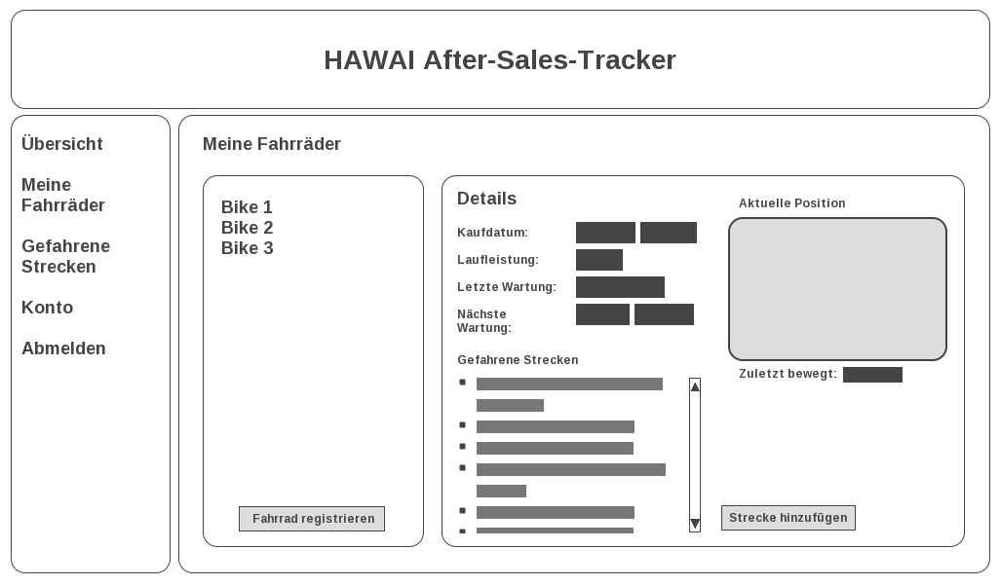 HAWAI After-Sales-Tracker
Übersicht
Meine
Fahrräder
Gefahrene
Strecken
Konto
Abmelden
Meine Fahrräder
Bike 1
Bike 2
Bike 3
Fahrrad registrieren
Details
Kaufdatum:
Laufleistung:
Letzte Wartung:
Nächste
Wartung:
Gefahrene Strecken
Aktuelle Position
Zuletzt bewegt:
Strecke hinzufügen